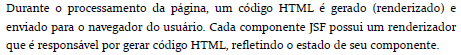 Durante o processamento da página, um código HTML é gerado (renderizado) e
enviado para o navegador do usuário. Cada componente JSF possui um renderizador
que é responsável por gerar código HTML, refletindo o estado de seu componente.